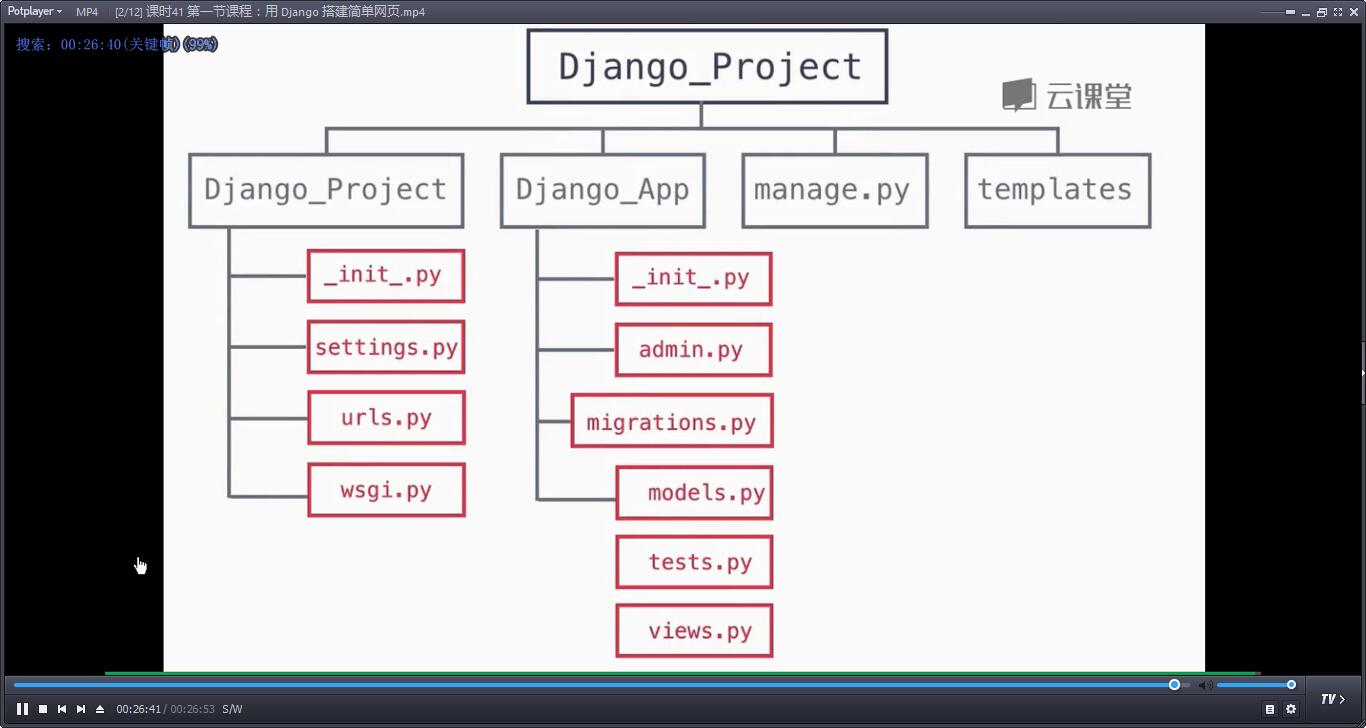 Potplayer MP4 [2/12] 课时41 第一节课程：用 Django 搭建简单网页.mp4
搜索：00:26:40(关键帧)(99%)
Django_Project
云课堂
Django_Project Django_App manage.py templates
_init_.py
settings.py
urls.py
wsgi.py
_init_.py
admin.py
migrations.py
models.py
tests.py
views.py
00:26:41 / 00:26:53 S/W
TV